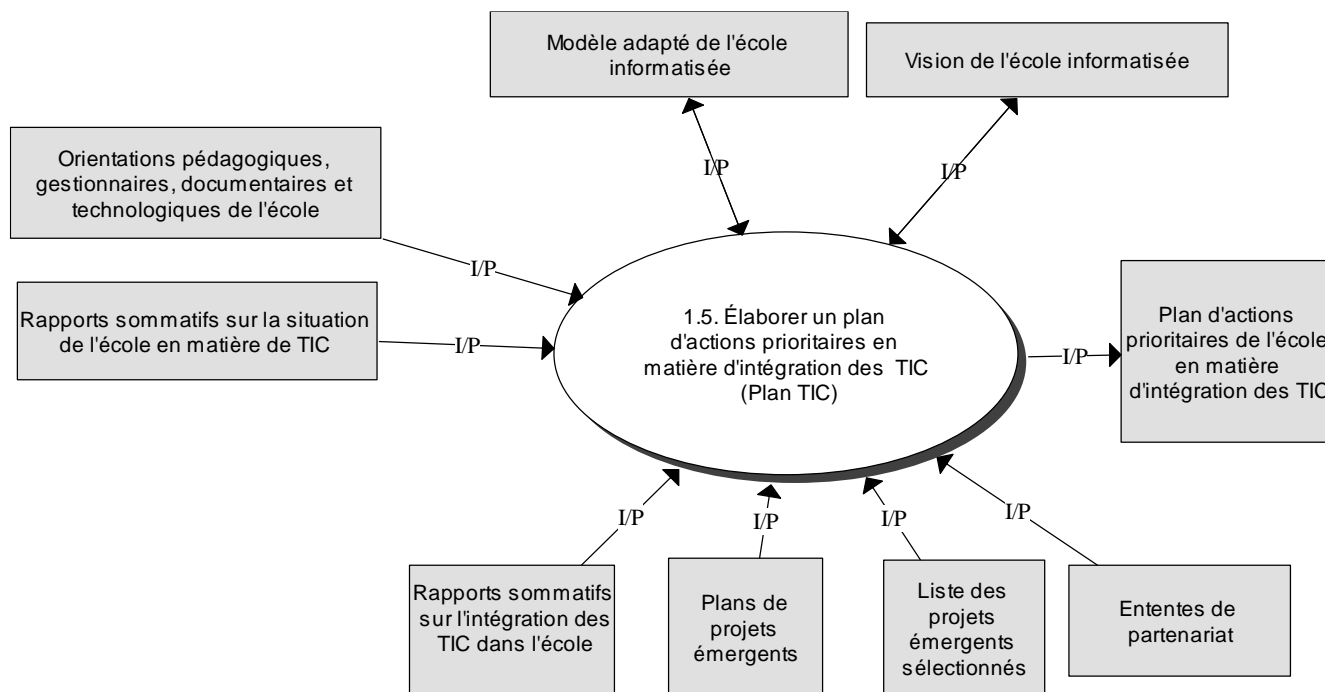 Modèle adapté de l'école
informatisée
Vision de l'école informatisée
I/P
I/P
Orientations pédagogiques,
gestionnaires, documentaires et
technologiques de l'école
I/P
Rapports sommatifs sur la situation
de l'école en matière de TIC
I/P
1.5. Élaborer un plan
d'actions prioritaires en
matière d'intégration des TIC
(Plan TIC)
I/P
Plan d'actions
prioritaires de l'école
en matière
d'intégration des TIC
I/P
I/P
I/P
I/P
Rapports sommatifs
sur l'intégration des
TIC dans l'école
Plans de
projets
émergents
Liste des
projets
émergents
sélectionnés
Ententes de
partenariat